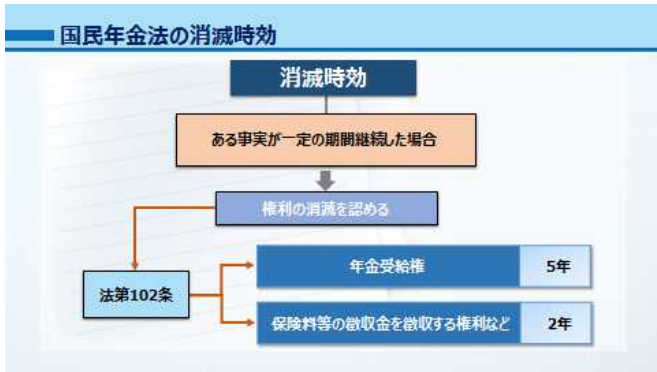 国民年金法の消滅時効
消滅時効
ある事実が一定の期間継続した場合
権利の消滅を認める
法第102条
年金受給権
5年
保険料等の徴収金を徴収する権利など
2年